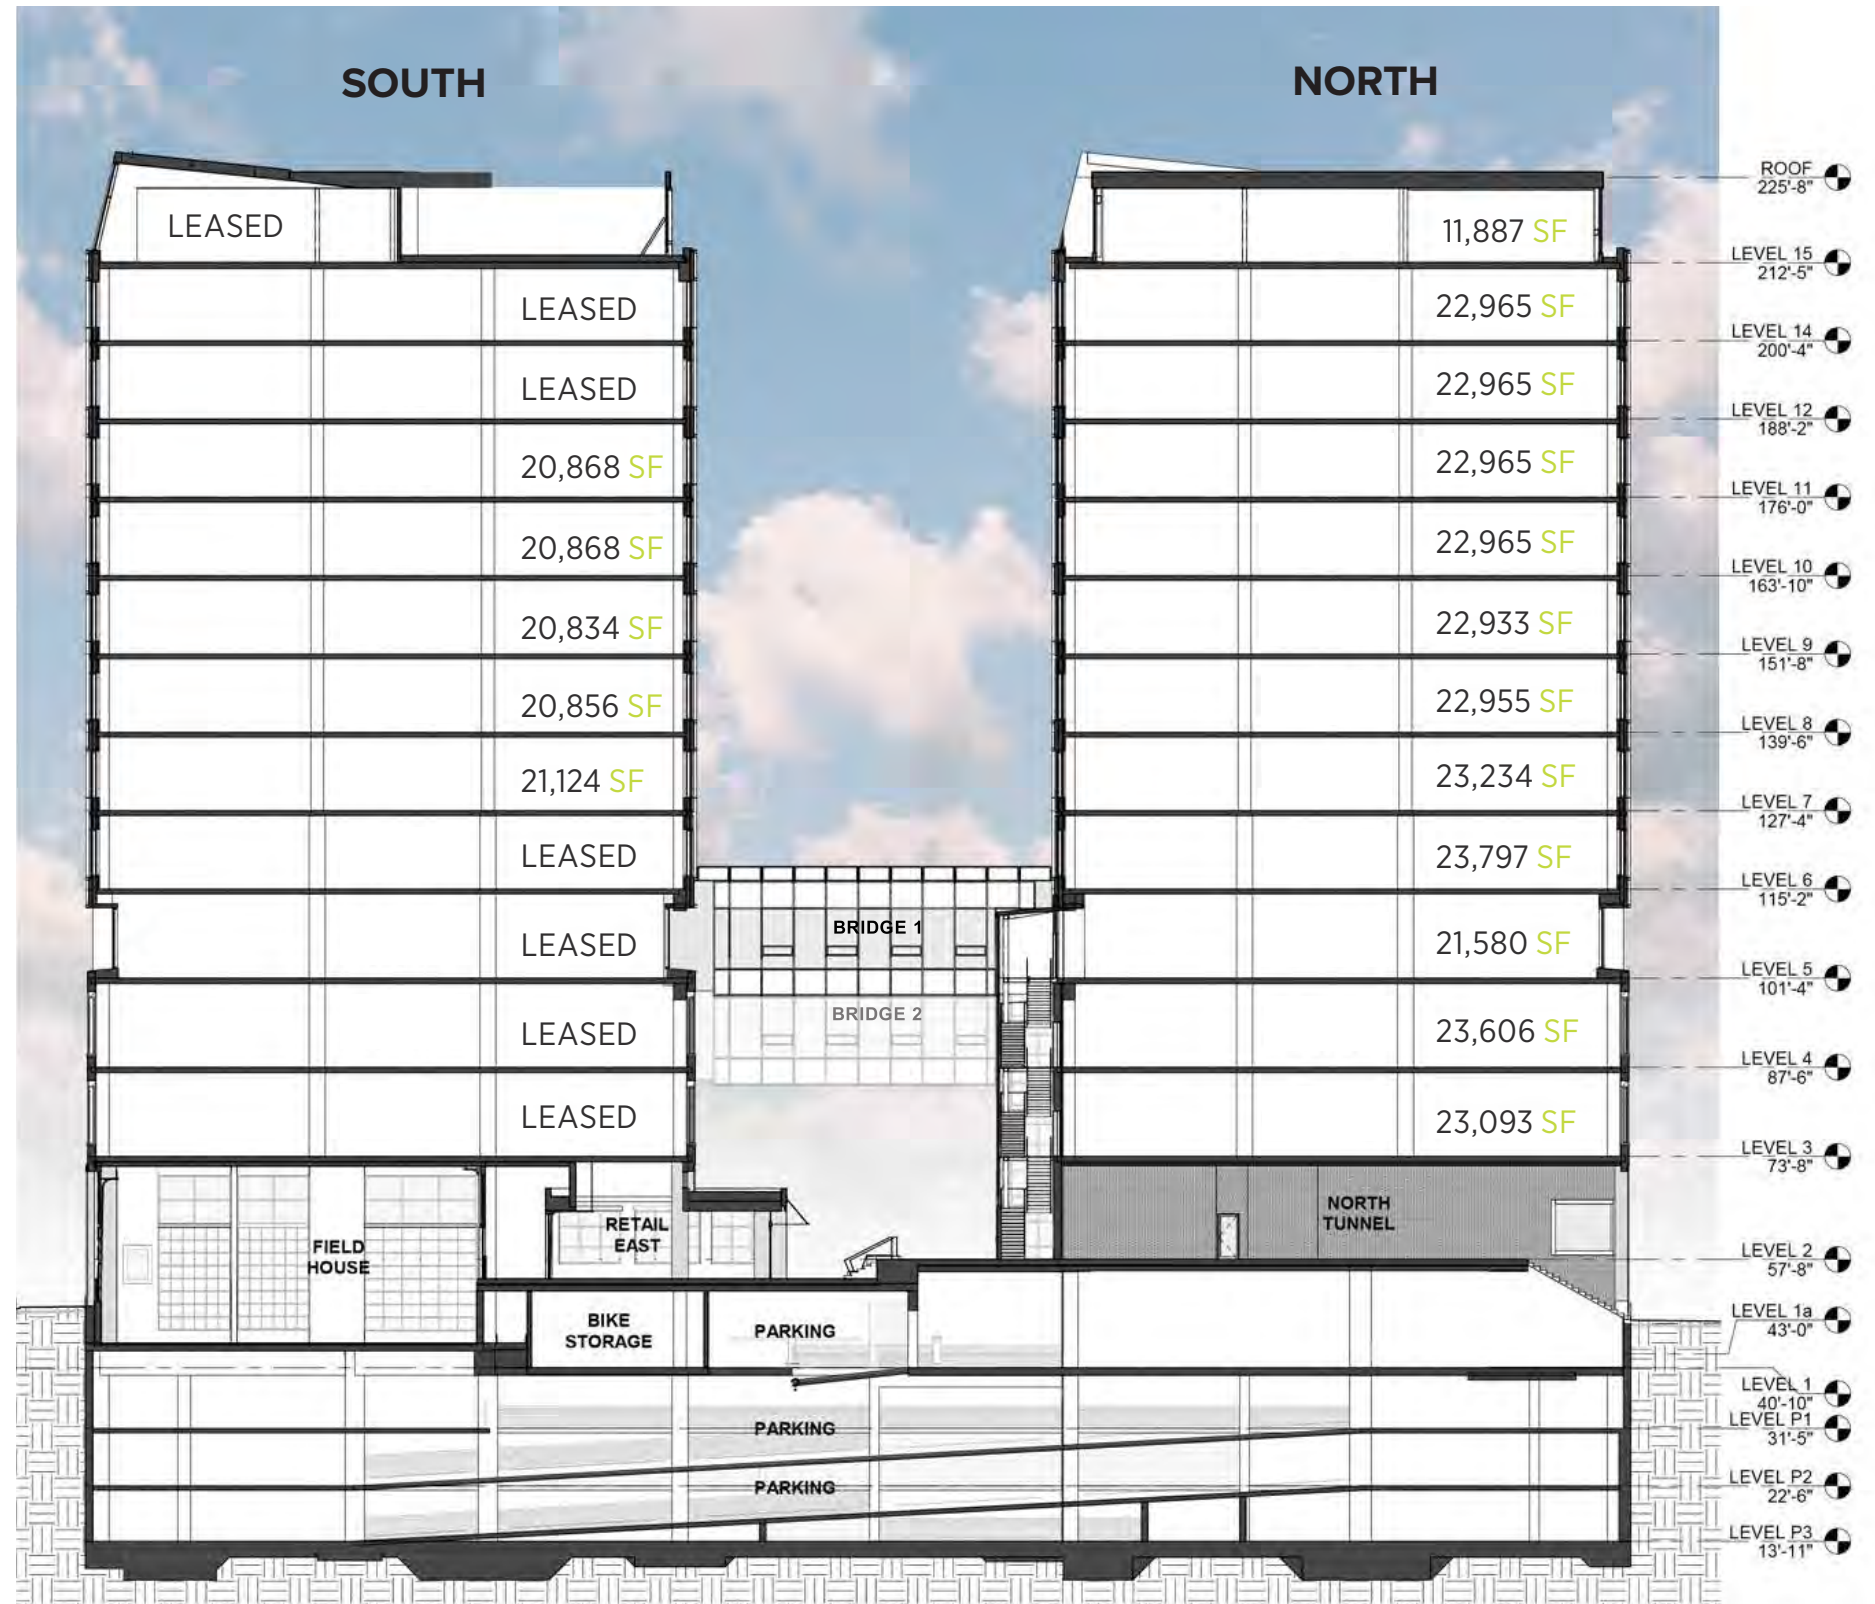 SOUTH
NORTH
ROOF
225'-8"
LEASED
11,887 SF
LEVEL 15
212'-5"
LEASED
22,965 SF
LEVEL 14
200'-4"
LEASED
22,965 SF
LEVEL 12
188'-2"
20,868 SF
22,965 SF
LEVEL 11
176'-0"
20,868 SF
22,965 SF
LEVEL 10
163'-10"
20,834 SF
22,933 SF
LEVEL 9
151'-8"
20,856 SF
22,955 SF
LEVEL 8
139'-6"
21,124 SF
23,234 SF
LEVEL 7
127'-4"
LEASED
23,797 SF
LEVEL 6
115'-2"
BRIDGE 1
LEASED
21,580 SF
LEVEL 5
101'-4"
BRIDGE 2
LEASED
23,606 SF
LEVEL 4
87'-6"
LEASED
23,093 SF
LEVEL 3
73'-8"
NORTH
TUNNEL
RETAIL
EAST
FIELD
HOUSE
LEVEL 2
57'-8"
BIKE
STORAGE
PARKING
LEVEL 1a
43'-0"
LEVEL 1
40'-10"
PARKING
LEVEL P1
31'-5"
PARKING
LEVEL P2
22'-6"
LEVEL P3
13'-11"